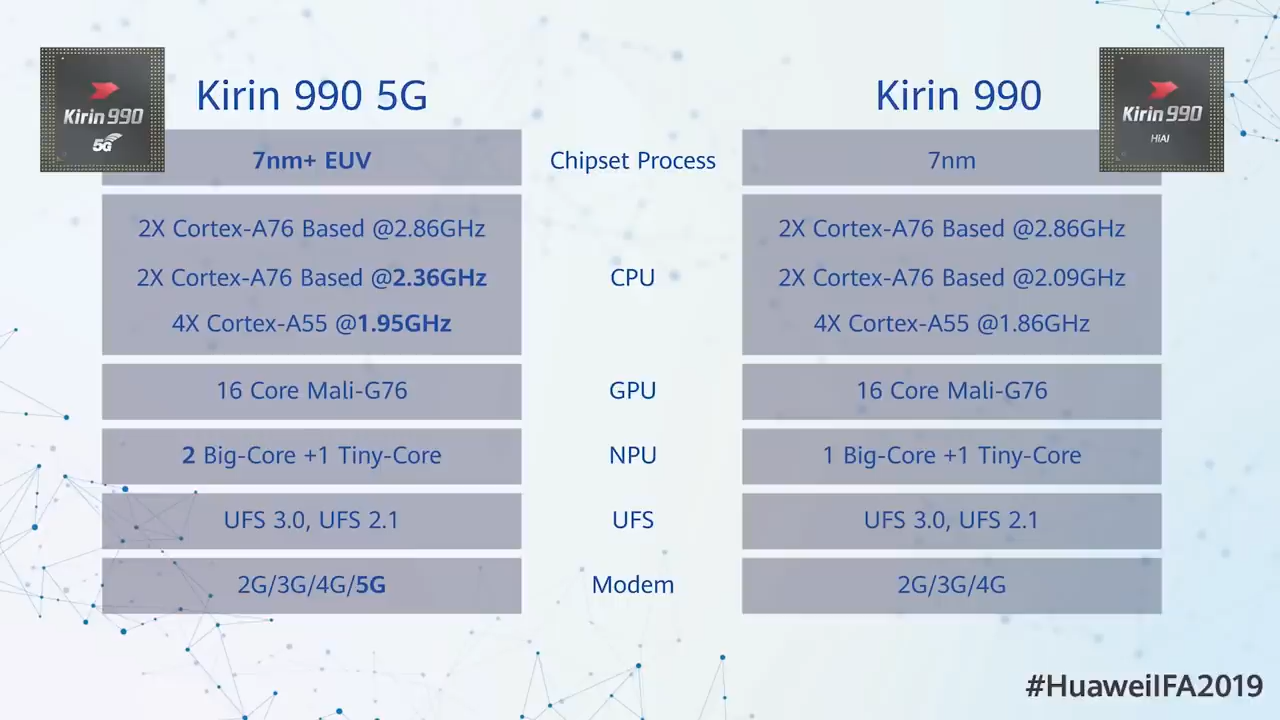 Kirin 990 5G
Kirin 990
Kirin 990
5G
Kirin 990
HiAI
7nm+ EUV
Chipset Process
7nm
2X Cortex-A76 Based @2.86GHz
2X Cortex-A76 Based @2.36GHz
4X Cortex-A55 @1.95GHz
CPU
2X Cortex-A76 Based @2.86GHz
2X Cortex-A76 Based @2.09GHz
4X Cortex-A55 @1.86GHz
16 Core Mali-G76
GPU
16 Core Mali-G76
2 Big-Core +1 Tiny-Core
NPU
1 Big-Core +1 Tiny-Core
UFS 3.0, UFS 2.1
UFS
UFS 3.0, UFS 2.1
2G/3G/4G/5G
Modem
2G/3G/4G
#HuaweiIFA2019